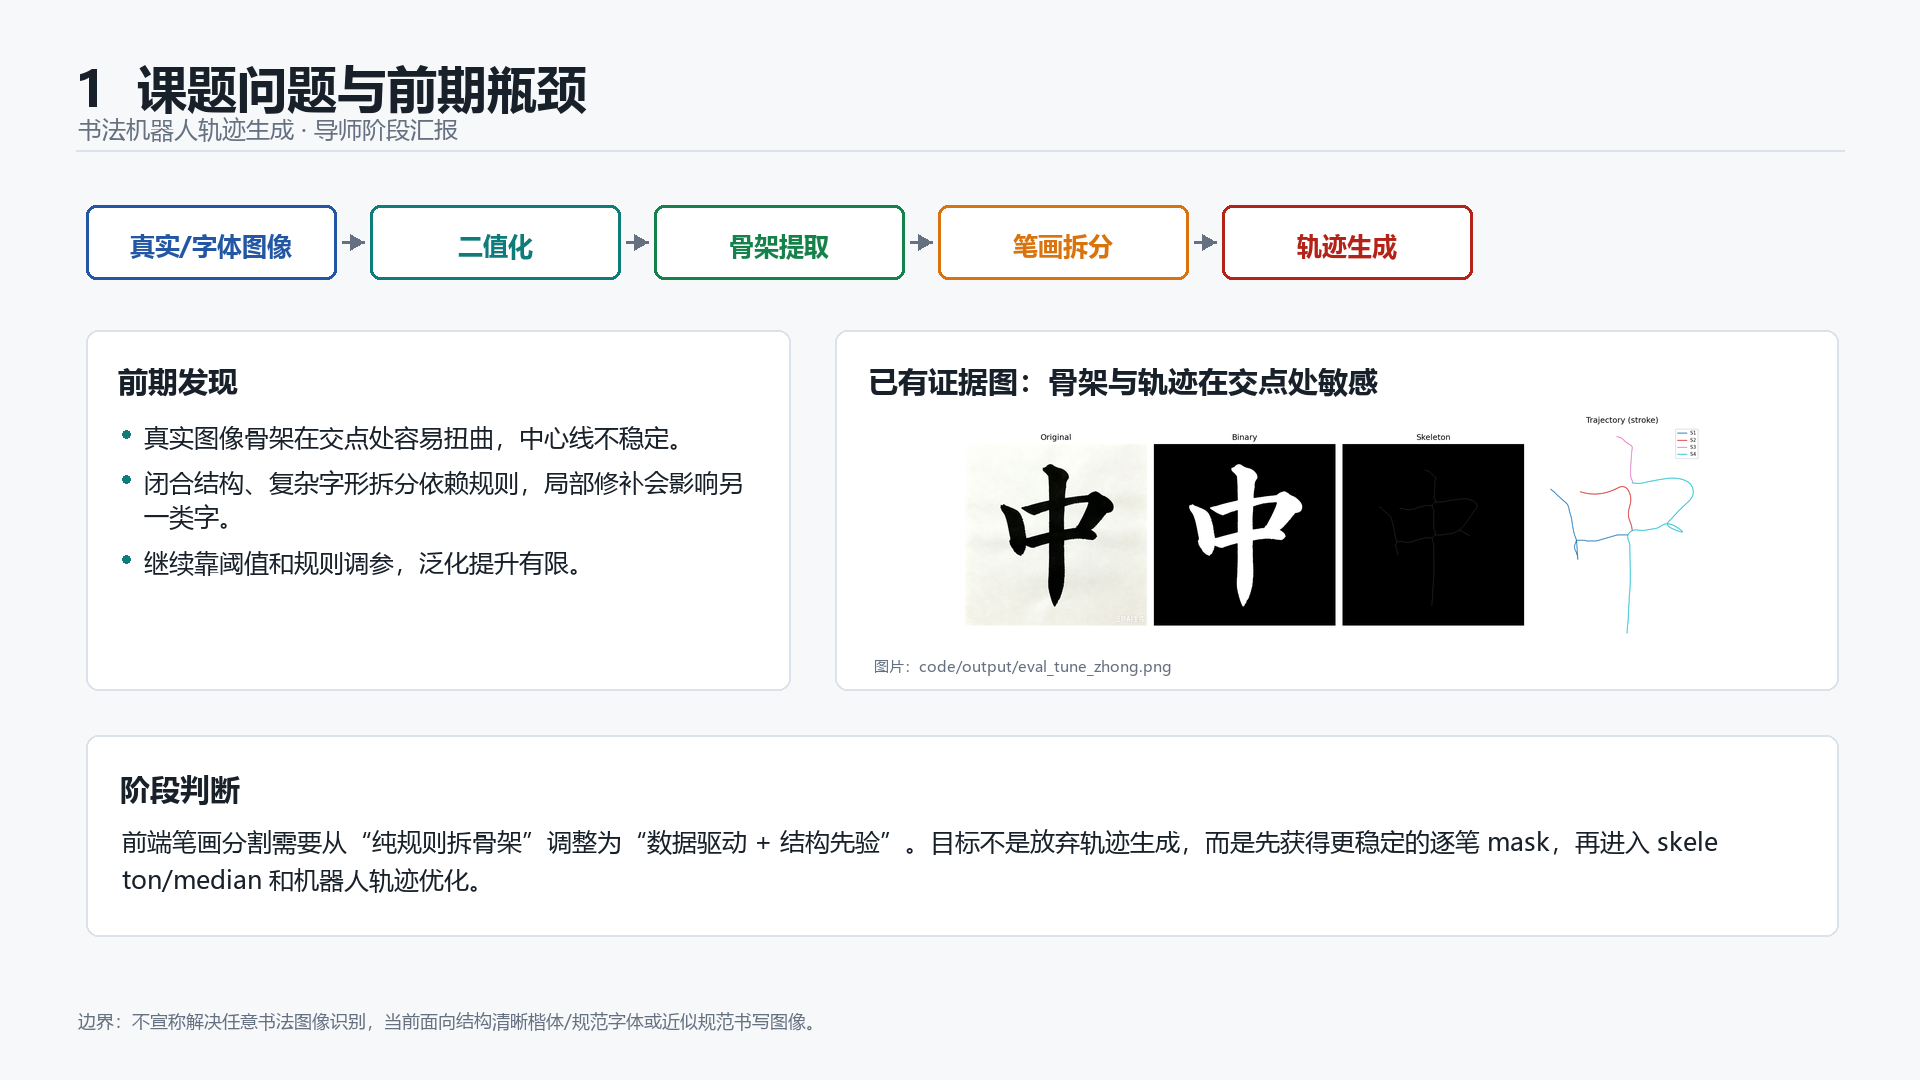 1 课题问题与前期瓶颈
书法机器人轨迹生成 · 导师阶段汇报
真实/字体图像
二值化
骨架提取
笔画拆分
轨迹生成
前期发现
真实图像骨架在交点处容易扭曲，中心线不稳定。
闭合结构、复杂字形拆分依赖规则，局部修补会影响另
一类字。
继续靠阈值和规则调参，泛化提升有限。
已有证据图：骨架与轨迹在交点处敏感
Original
Binary
Skeleton
Trajectory (stroke)
S1
S2
S3
S4
中
中
图片：code/output/eval_tune_zhong.png
阶段判断
前端笔画分割需要从“纯规则拆骨架”调整为“数据驱动 + 结构先验”。目标不是放弃轨迹生成，而是先获得更稳定的逐笔 mask，再进入 skele
ton/median 和机器人轨迹优化。
边界：不宣称解决任意书法图像识别，当前面向结构清晰楷体/规范字体或近似规范书写图像。